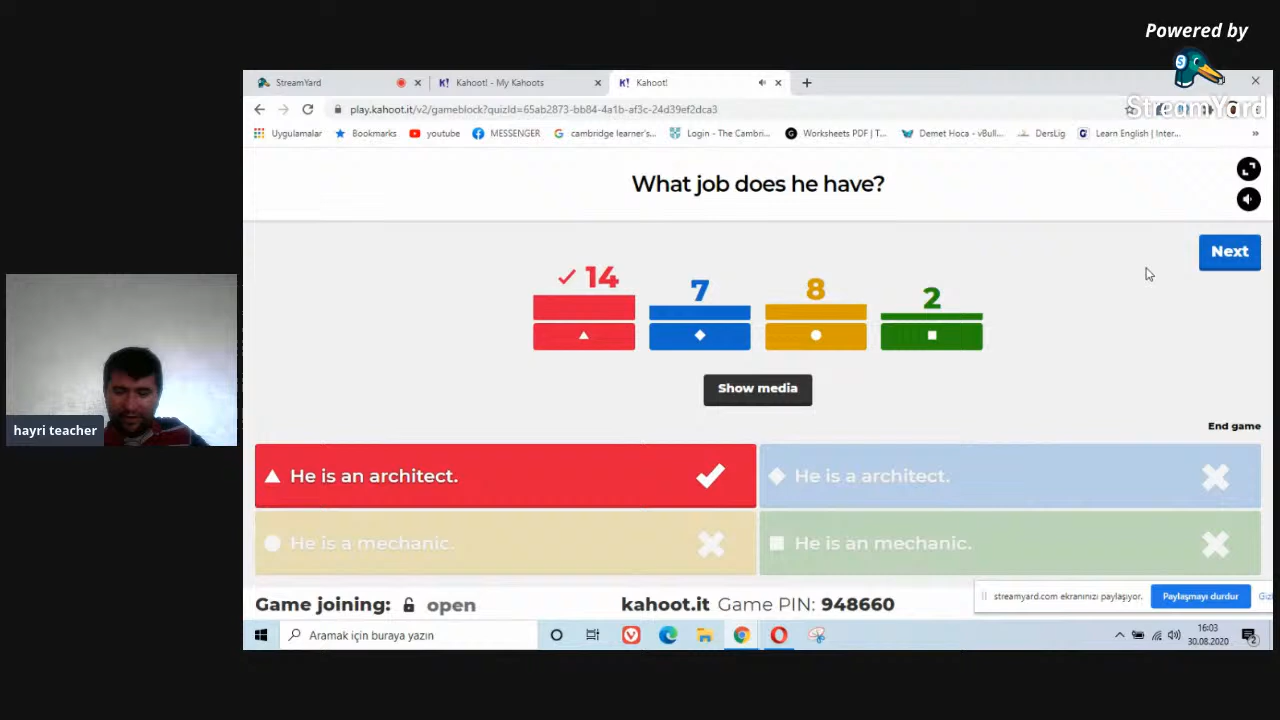 Powered by
StreamYard
StreamYard
Kahoot! - My Kahoots
Kahoot!
play.kahoot.it/v2/gameblock?quizId=65ab2873-bb84-4a1b-af3c-24d39ef2dca3
Uygulamalar Bookmarks youtube MESSENGER cambridge learner's... Login - The Cambri... Worksheets PDF | T... Demet Hoca - vBull... DersLig Learn English | Inter...
What job does he have?
Next
14 7 8 2
Show media
End game
He is an architect.
He is a architect.
He is a mechanic.
He is an mechanic.
hayri teacher
Game joining: open
kahoot.it Game PIN: 948660
streamyard.com ekranınızı paylaşıyor. Paylaşmayı durdur
Aramak için buraya yazın
16:03
30.08.2020
2